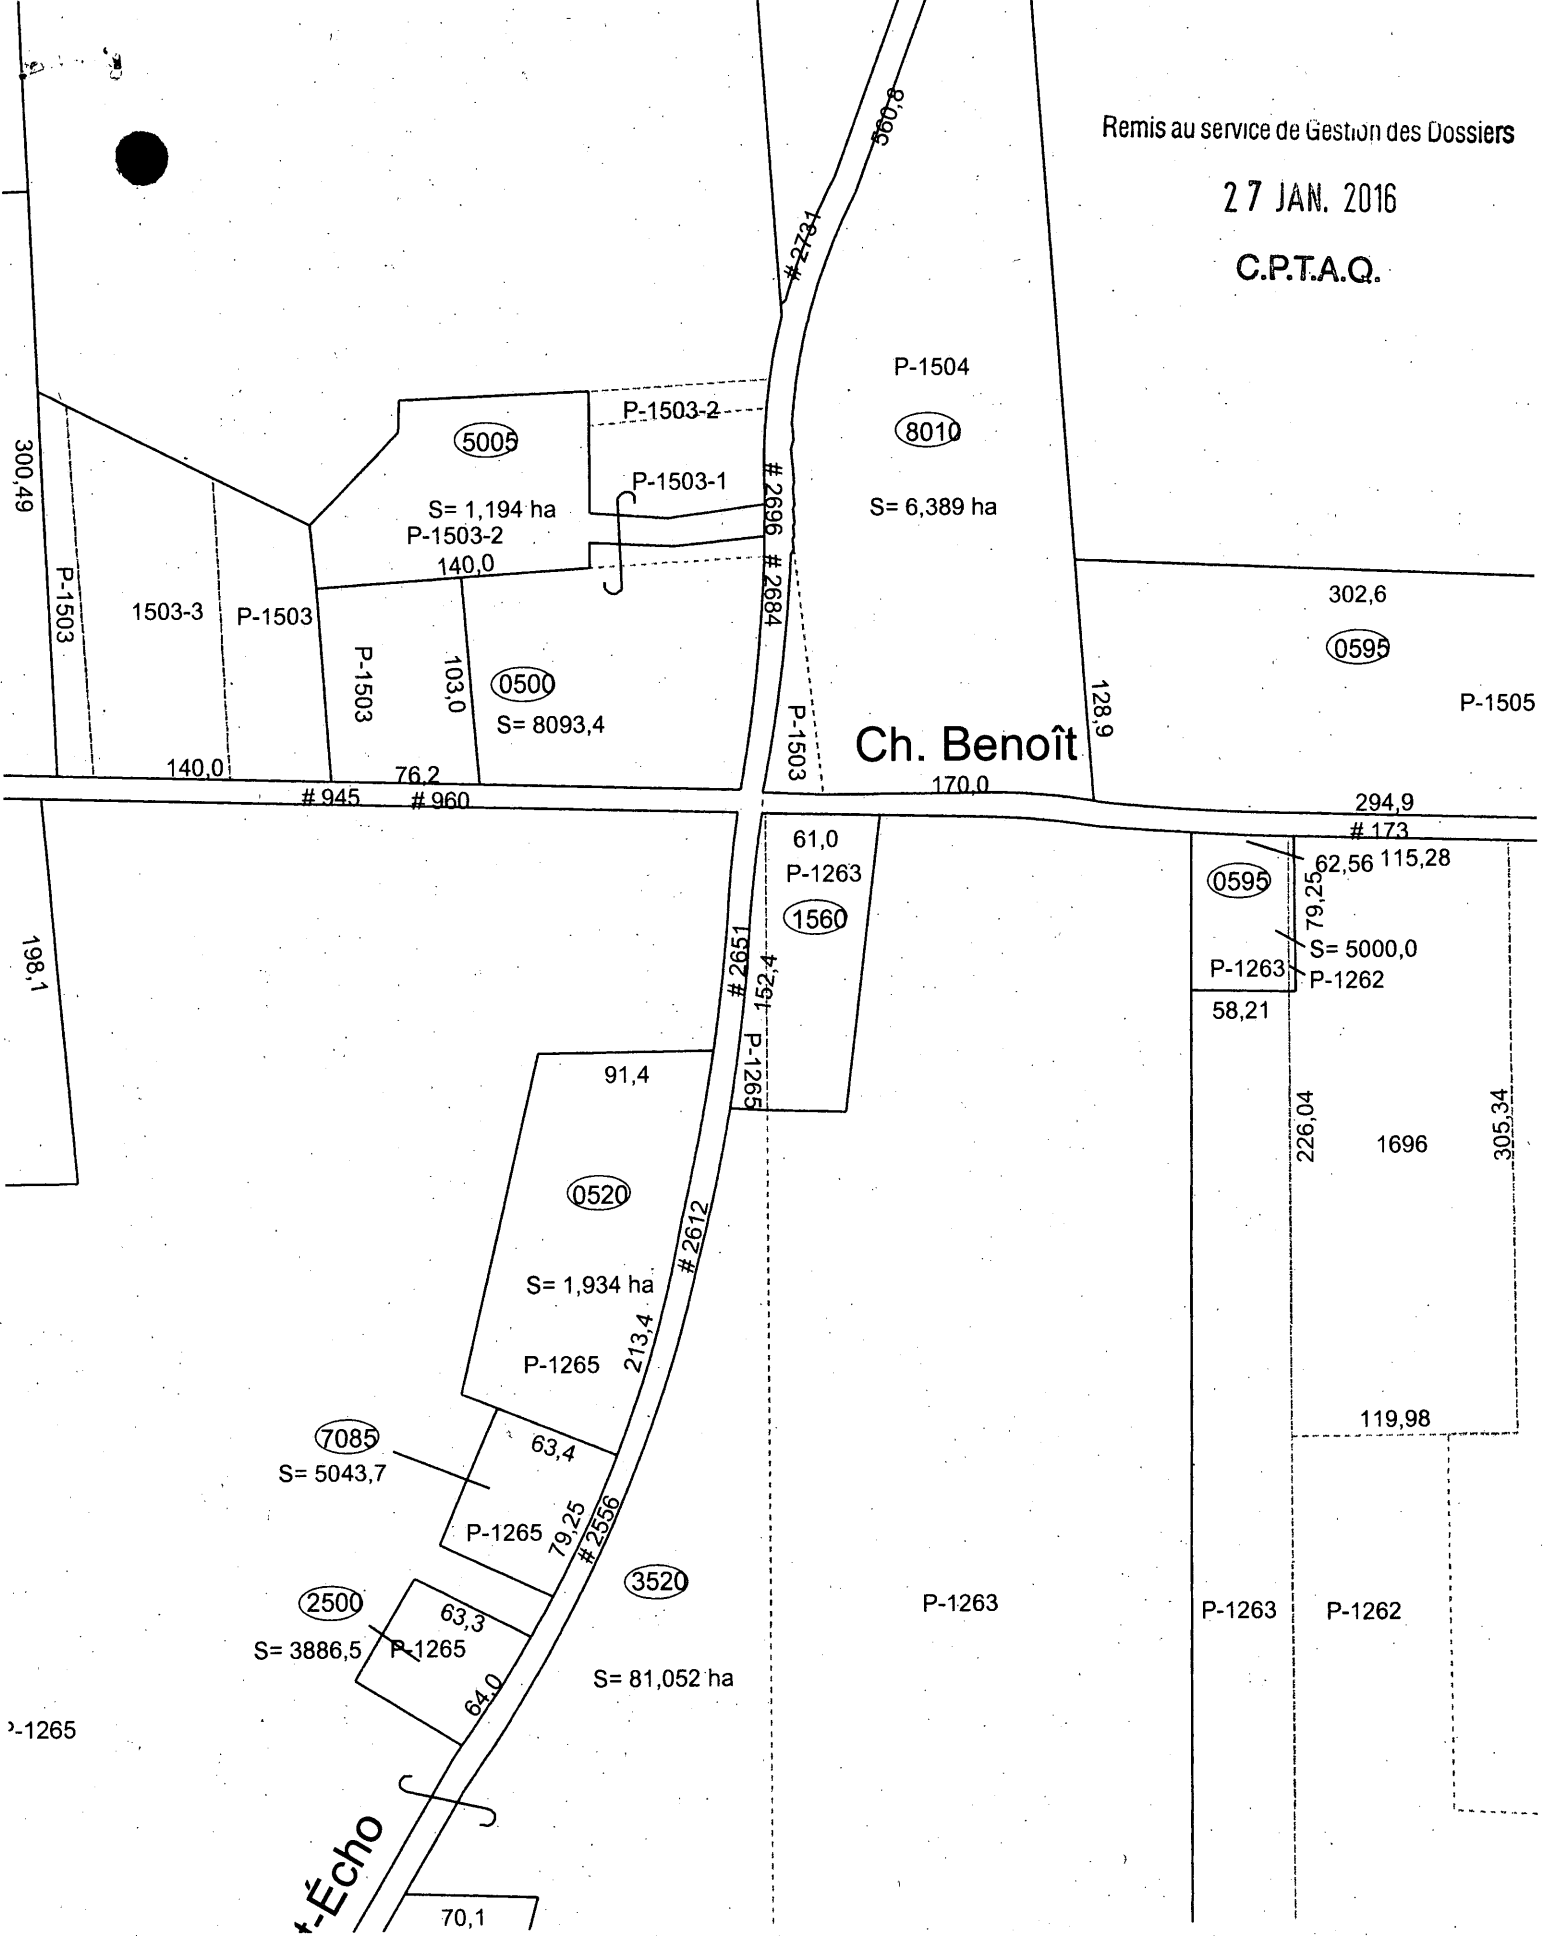 560,8
Remis au service de Gestion des Dossiers
27 JAN. 2016
C.P.T.A.Q.
# 2731
P-1504
8010
S= 6,389 ha
P-1503-2
5005
P-1503-1
S= 1,194 ha
P-1503-2
140,0
# 2696
# 2684
300,49
P-1503
1503-3
P-1503
P-1503
103,0
0500
S= 8093,4
P-1503
302,6
0595
P-1505
128,9
Ch. Benoît
140,0
76,2
170,0
294,9
# 945
# 960
# 173
61,0
P-1263
1560
62,56
115,28
0595
79,25
S= 5000,0
P-1263
P-1262
58,21
198,1
# 2651
152,4
P-1265
91,4
226,04
1696
305,34
0520
# 2612
S= 1,934 ha
213,4
P-1265
119,98
7085
S= 5043,7
63,4
P-1265
79,25
# 2556
3520
2500
S= 3886,5
63,3
P-1265
64,0
S= 81,052 ha
P-1263
P-1263
P-1262
P-1265
t-Écho
70,1